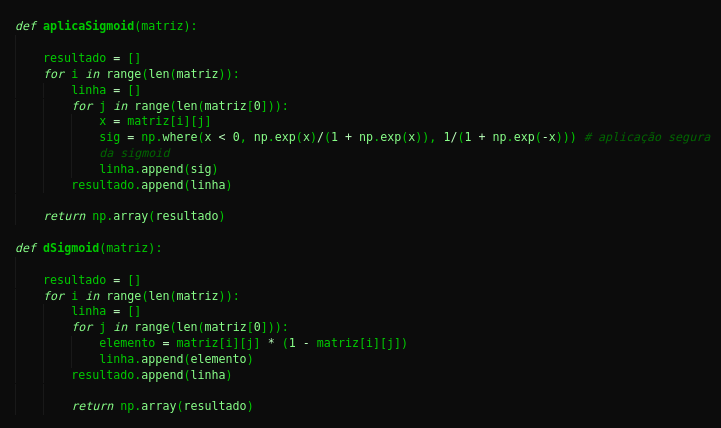 def aplicaSigmoid(matriz):
    resultado = []
    for i in range(len(matriz)):
        linha = []
        for j in range(len(matriz[0])):
            x = matriz[i][j]
            sig = np.where(x < 0, np.exp(x)/(1 + np.exp(x)), 1/(1 + np.exp(-x))) # aplicação segura
            da sigmoid
            linha.append(sig)
        resultado.append(linha)
    return np.array(resultado)
def dSigmoid(matriz):
    resultado = []
    for i in range(len(matriz)):
        linha = []
        for j in range(len(matriz[0])):
            elemento = matriz[i][j] * (1 - matriz[i][j])
            linha.append(elemento)
        resultado.append(linha)
        return np.array(resultado)